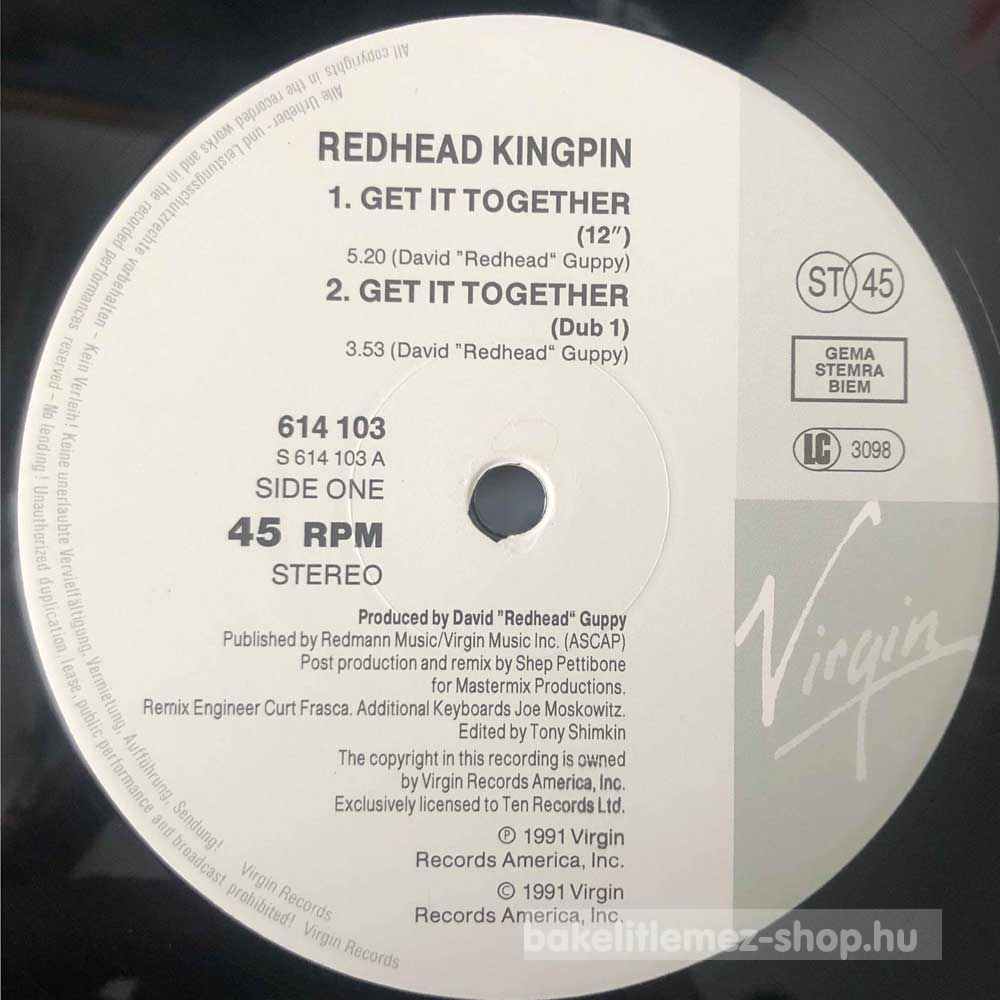 REDHEAD KINGPIN
1. GET IT TOGETHER
(12″)
5.20 (David "Redhead“ Guppy)
2. GET IT TOGETHER
(Dub 1)
3.53 (David "Redhead“ Guppy)
614 103
S 614 103 A
SIDE ONE
45 RPM
STEREO
ST 45
GEMA
STEMRA
BIEM
LC 3098
Virgin
Produced by David "Redhead“ Guppy
Published by Redmann Music/Virgin Music Inc. (ASCAP)
Post production and remix by Shep Pettibone
for Mastermix Productions.
Remix Engineer Curt Frasca. Additional Keyboards Joe Moskowitz.
Edited by Tony Shimkin
The copyright in this recording is owned
by Virgin Records America, Inc.
Exclusively licensed to Ten Records Ltd.
℗ 1991 Virgin
Records America, Inc.
© 1991 Virgin
Records America, Inc.
Alle Urheber- und Leistungsschutzrechte vorbehalten – Kein Verleih! Keine unerlaubte Vervielfältigung, Vermietung, Aufführung, Sendung! Virgin Records
All copyrights in the recorded works and in the recorded performances reserved – No lending! Unauthorized duplication, lease, public performance and broadcast prohibited! Virgin Records
bakelitlemez-shop.hu